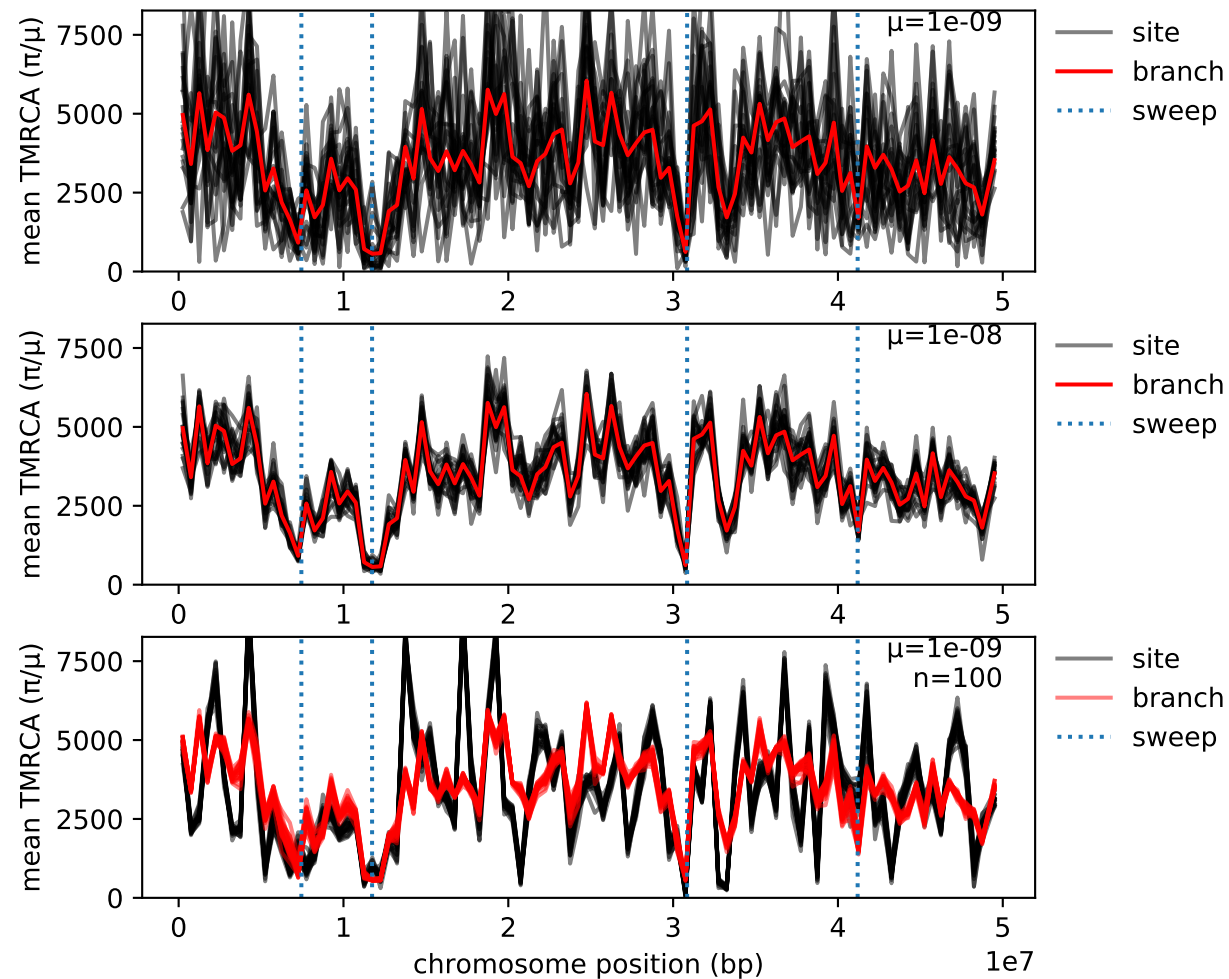 mean TMRCA (π/μ)
7500
5000
2500
0
0 1 2 3 4 5
μ=1e-09
site
branch
sweep
mean TMRCA (π/μ)
7500
5000
2500
0
0 1 2 3 4 5
μ=1e-08
site
branch
sweep
mean TMRCA (π/μ)
7500
5000
2500
0
0 1 2 3 4 5
μ=1e-09
n=100
site
branch
sweep
chromosome position (bp)
1e7